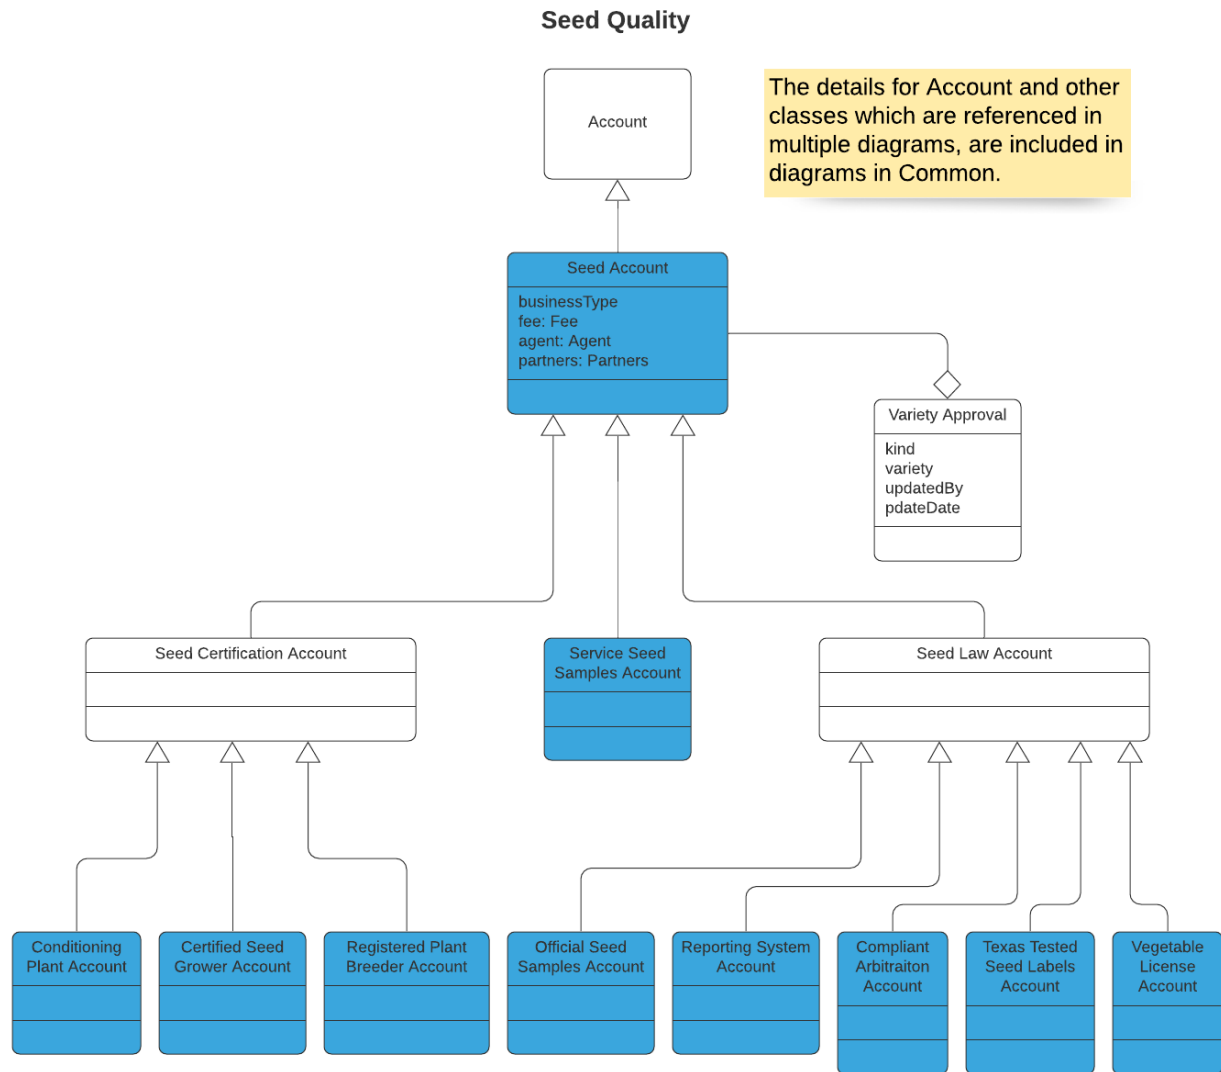 Seed Quality
Account
The details for Account and other
classes which are referenced in
multiple diagrams, are included in
diagrams in Common.
Seed Account
businessType
fee: Fee
agent: Agent
partners: Partners
Variety Approval
kind
variety
updatedBy
pdateDate
Seed Certification Account
Service Seed
Samples Account
Seed Law Account
Conditioning
Plant Account
Certified Seed
Grower Account
Registered Plant
Breeder Account
Official Seed
Samples Account
Reporting System
Account
Compliant
Arbitraiton
Account
Texas Tested
Seed Labels
Account
Vegetable
License
Account